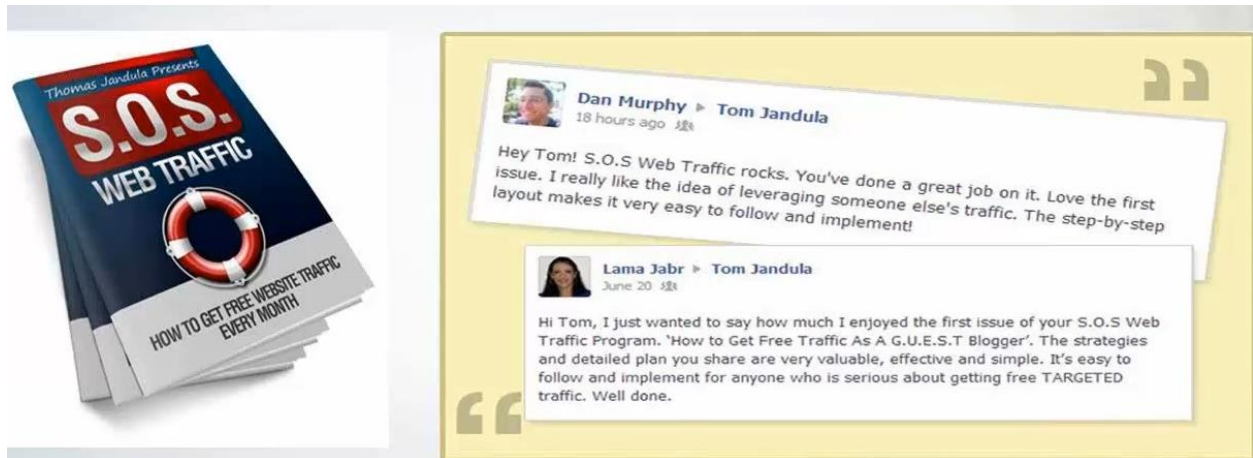 Thomas Jandula Presents
S.O.S.
WEB TRAFFIC
HOW TO GET FREE WEBSITE TRAFFIC
EVERY MONTH
Dan Murphy ▶ Tom Jandula
18 hours ago
Hey Tom! S.O.S Web Traffic rocks. You've done a great job on it. Love the first
issue. I really like the idea of leveraging someone else's traffic. The step-by-step
layout makes it very easy to follow and implement!
Lama Jabr ▶ Tom Jandula
June 20
Hi Tom, I just wanted to say how much I enjoyed the first issue of your S.O.S Web
Traffic Program. 'How to Get Free Traffic As A G.U.E.S.T Blogger'. The strategies
and detailed plan you share are very valuable, effective and simple. It's easy to
follow and implement for anyone who is serious about getting free TARGETED
traffic. Well done.